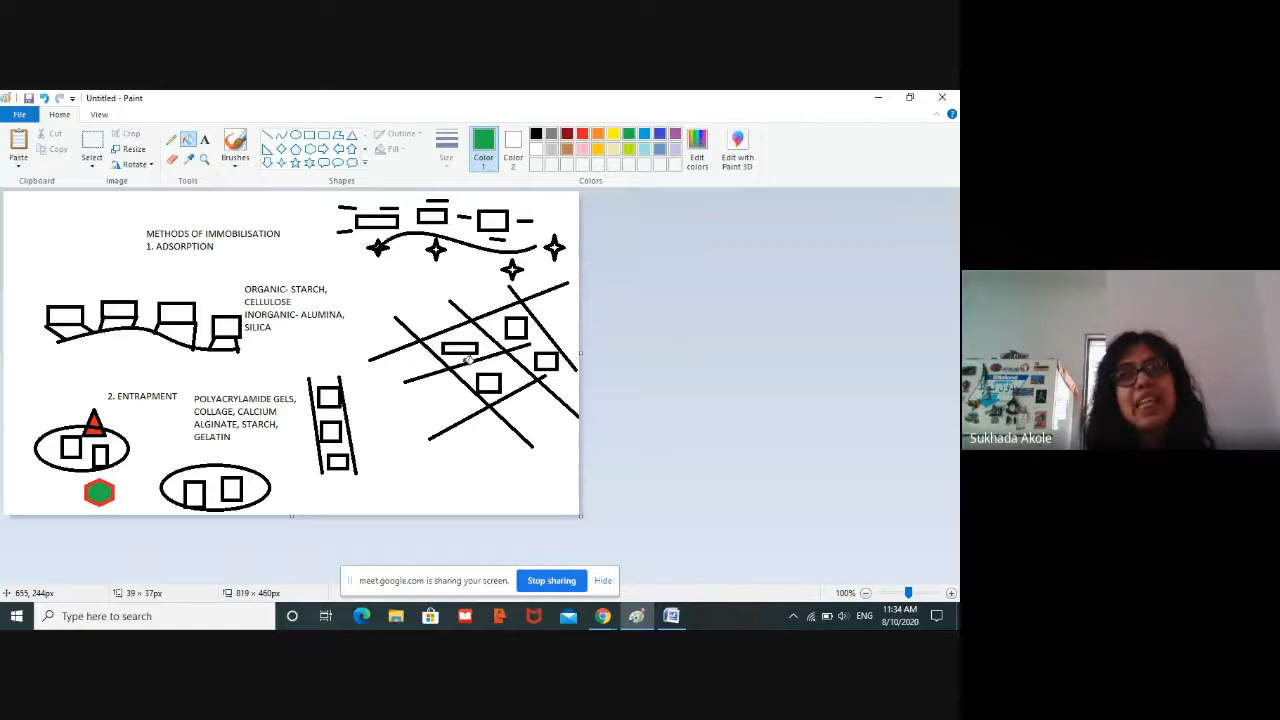 Untitled - Paint
File
Home
View
Paste
Cut
Copy
Select
Crop
Resize
Rotate
Brushes
Outline
Fill
Size
Color 1
Color 2
Edit colors
Edit with Paint 3D
Clipboard
Image
Tools
Shapes
Colors
METHODS OF IMMOBILISATION
1. ADSORPTION
ORGANIC- STARCH,
CELLULOSE
INORGANIC- ALUMINA,
SILICA
2. ENTRAPMENT
POLYACRYLAMIDE GELS,
COLLAGE, CALCIUM
ALGINATE, STARCH,
GELATIN
Sukhada Akole
meet.google.com is sharing your screen.
Stop sharing
Hide
655, 244px
39 × 37px
819 × 460px
100%
Type here to search
ENG
11:34 AM
8/10/2020